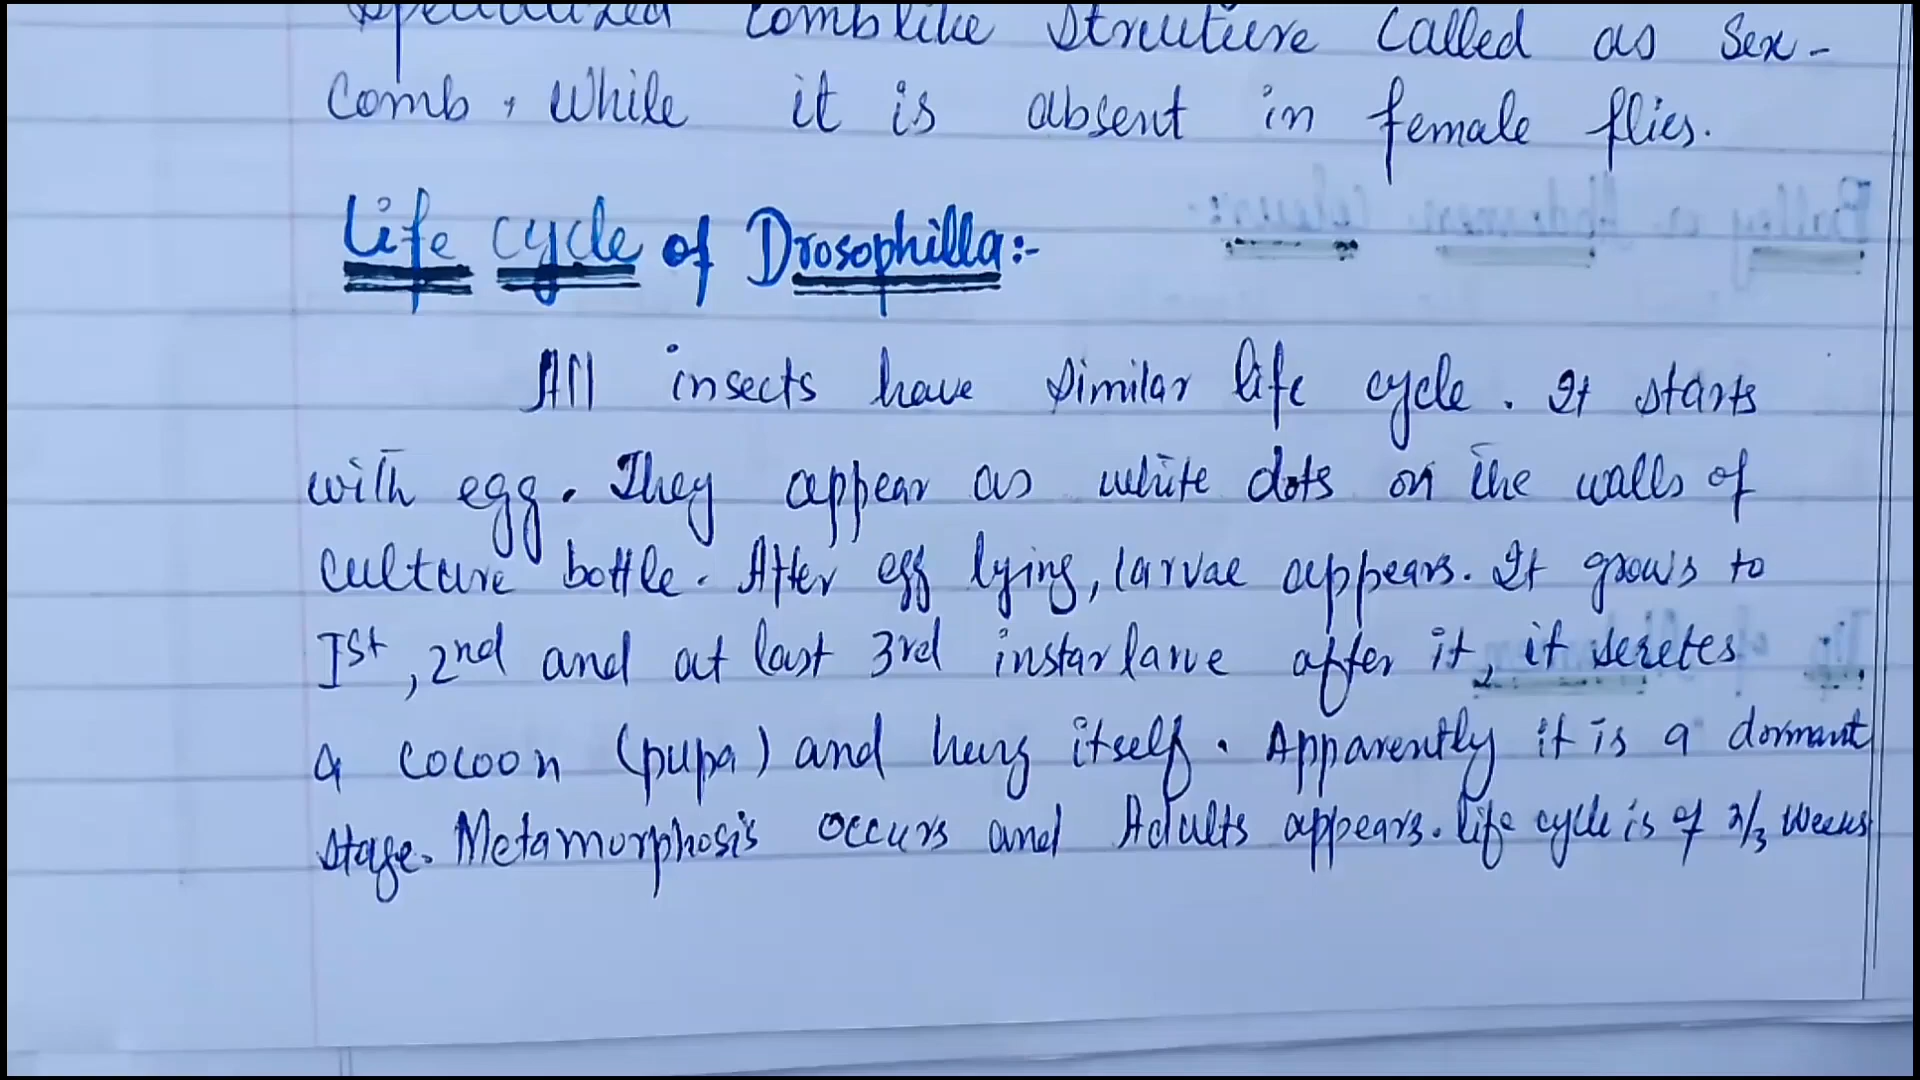 specialized comblike structure called as sex-
comb, while it is absent in female flies.
Life cycle of Drosophilla:-
All insects have similar life cycle. It starts
with egg. They appear as white dots on the walls of
culture bottle. After egg lying, larvae appears. It grows to
Ist, 2nd and at last 3rd instar larve after it, it seretes
a cocoon (pupa) and hung itself. Apparently it is a dormant
stage. Metamorphosis occurs and Adults appears. life cycle is of 2/3 weeks